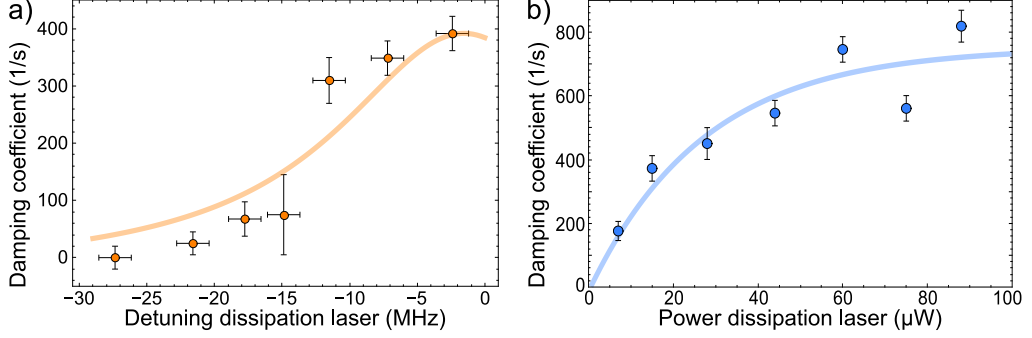 a)
Damping coefficient (1/s)
400
300
200
100
0
−30 −25 −20 −15 −10 −5 0
Detuning dissipation laser (MHz)
b)
Damping coefficient (1/s)
800
600
400
200
0
0 20 40 60 80 100
Power dissipation laser (μW)